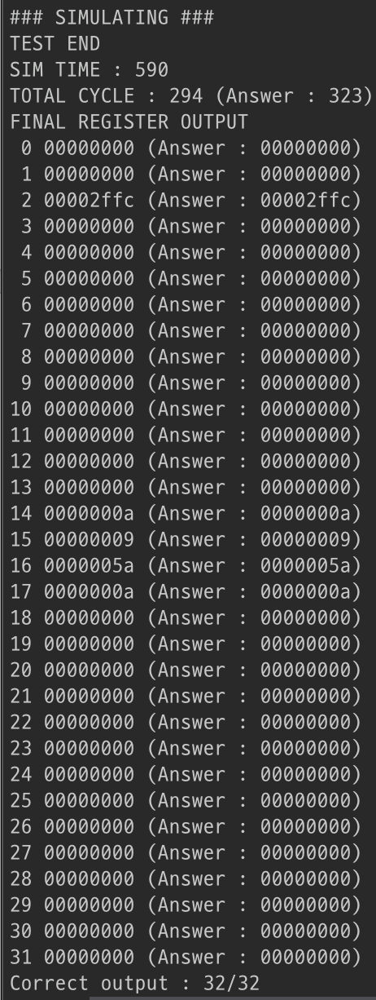 ### SIMULATING ###
TEST END
SIM TIME : 590
TOTAL CYCLE : 294 (Answer : 323)
FINAL REGISTER OUTPUT
 0 00000000 (Answer : 00000000)
 1 00000000 (Answer : 00000000)
 2 00002ffc (Answer : 00002ffc)
 3 00000000 (Answer : 00000000)
 4 00000000 (Answer : 00000000)
 5 00000000 (Answer : 00000000)
 6 00000000 (Answer : 00000000)
 7 00000000 (Answer : 00000000)
 8 00000000 (Answer : 00000000)
 9 00000000 (Answer : 00000000)
10 00000000 (Answer : 00000000)
11 00000000 (Answer : 00000000)
12 00000000 (Answer : 00000000)
13 00000000 (Answer : 00000000)
14 0000000a (Answer : 0000000a)
15 00000009 (Answer : 00000009)
16 0000005a (Answer : 0000005a)
17 0000000a (Answer : 0000000a)
18 00000000 (Answer : 00000000)
19 00000000 (Answer : 00000000)
20 00000000 (Answer : 00000000)
21 00000000 (Answer : 00000000)
22 00000000 (Answer : 00000000)
23 00000000 (Answer : 00000000)
24 00000000 (Answer : 00000000)
25 00000000 (Answer : 00000000)
26 00000000 (Answer : 00000000)
27 00000000 (Answer : 00000000)
28 00000000 (Answer : 00000000)
29 00000000 (Answer : 00000000)
30 00000000 (Answer : 00000000)
31 00000000 (Answer : 00000000)
Correct output : 32/32